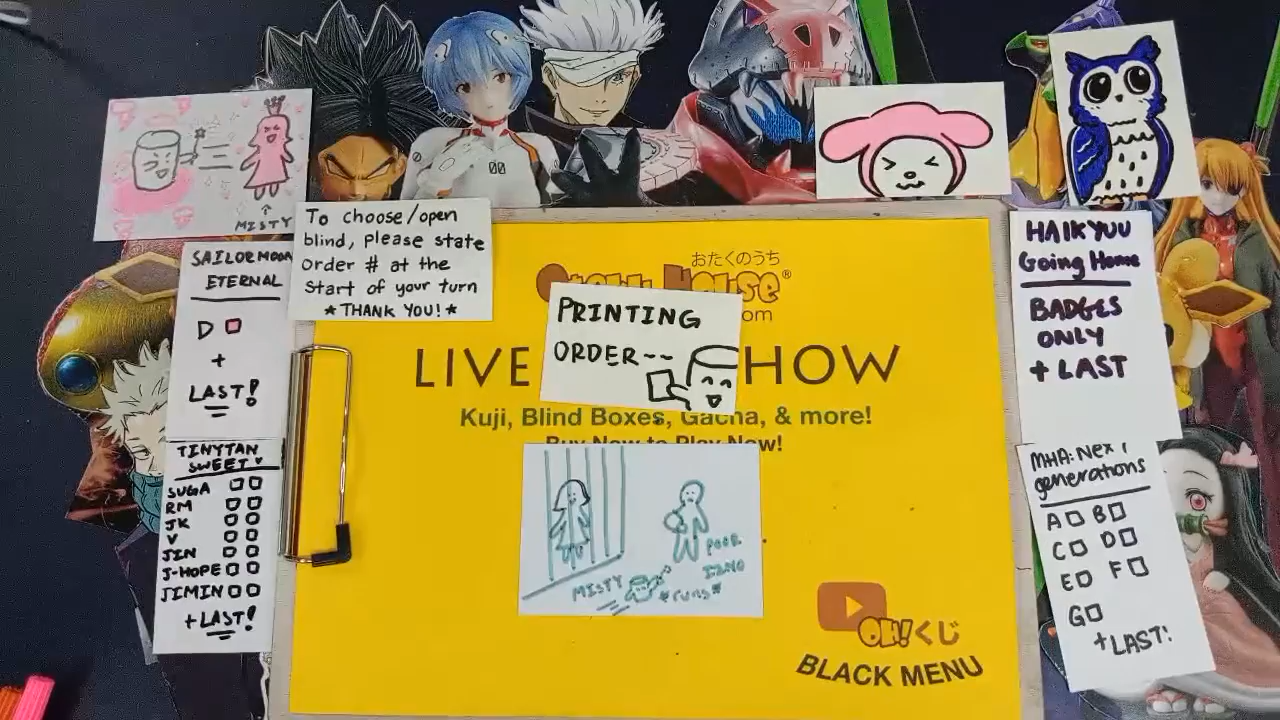 MISTY
SAILORMOON
ETERNAL
D
+
LAST!
TINYTAN
SWEET
SUGA
RM
JK
V
JIN
J-HOPE
JIMIN
+LAST!
To choose/open
blind, please state
Order # at the
Start of your turn
★THANK YOU!★
00
おたくのうち
House®
om
PRINTING
ORDER--
LIVE HOW
Kuji, Blind Boxes, Gacha, & more!
Buy Now to Play Now!
MISTY
*runs*
POOR
OH!くじ
BLACK MENU
HAIKYUU
Going Home
BADGES
ONLY
+ LAST
MHA: Next
generations
A B
C D
E F
G
+LAST!